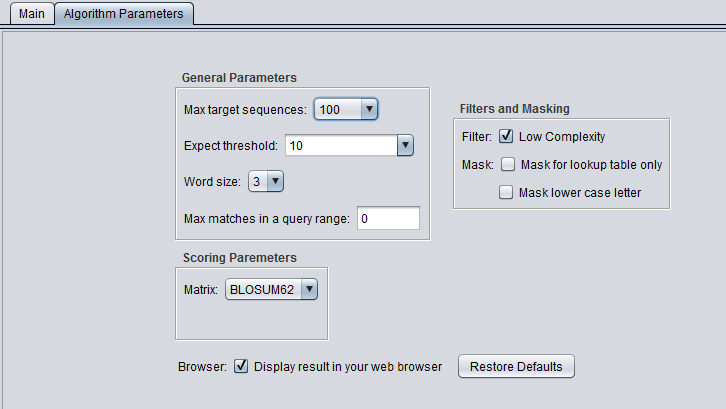 Main
Algorithm Parameters
General Parameters
Max target sequences: 100
Expect threshold: 10
Word size: 3
Max matches in a query range: 0
Filters and Masking
Filter: Low Complexity
Mask: Mask for lookup table only
Mask lower case letter
Scoring Paremeters
Matrix: BLOSUM62
Browser: Display result in your web browser
Restore Defaults